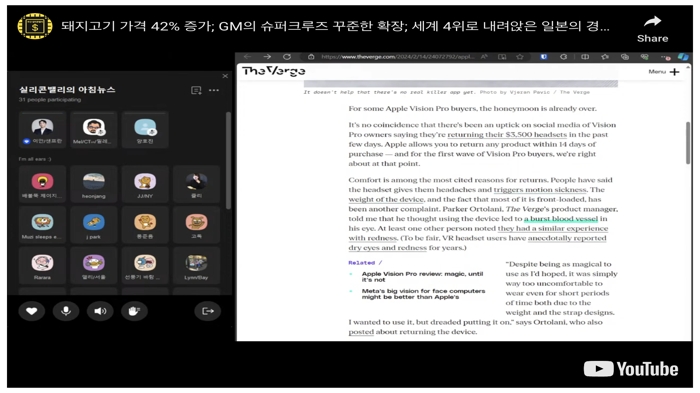 돼지고기 가격 42% 증가; GM의 슈퍼크루즈 꾸준한 확장; 세계 4위로 내려앉은 일본의 경...
Share
https://www.theverge.com/2024/2/14/24072792/appl...
실리콘밸리의 아침뉴스
31 people participating
I'm all ears :)
heonjong
JJ/NY
Muzi sleeps a...
j park
Rarara
Lynn/Bay
TheVerge
Menu
It doesn't help that there's no real killer app yet. Photo by Vjeran Pavic / The Verge
For some Apple Vision Pro buyers, the honeymoon is already over.
It's no coincidence that there's been an uptick on social media of Vision
Pro owners saying they're returning their $3,500 headsets in the past
few days. Apple allows you to return any product within 14 days of
purchase — and for the first wave of Vision Pro buyers, we're right
about at that point.
Comfort is among the most cited reasons for returns. People have said
the headset gives them headaches and triggers motion sickness. The
weight of the device, and the fact that most of it is front-loaded, has
been another complaint. Parker Ortolani, The Verge's product manager,
told me that he thought using the device led to a burst blood vessel in
his eye. At least one other person noted they had a similar experience
with redness. (To be fair, VR headset users have anecdotally reported
dry eyes and redness for years.)
Related /
Apple Vision Pro review: magic, until
it's not
Meta's big vision for face computers
might be better than Apple's
"Despite being as magical to
use as I'd hoped, it was simply
way too uncomfortable to
wear even for short periods
of time both due to the
weight and the strap designs.
I wanted to use it, but dreaded putting it on," says Ortolani, who also
posted about returning the device.
YouTube